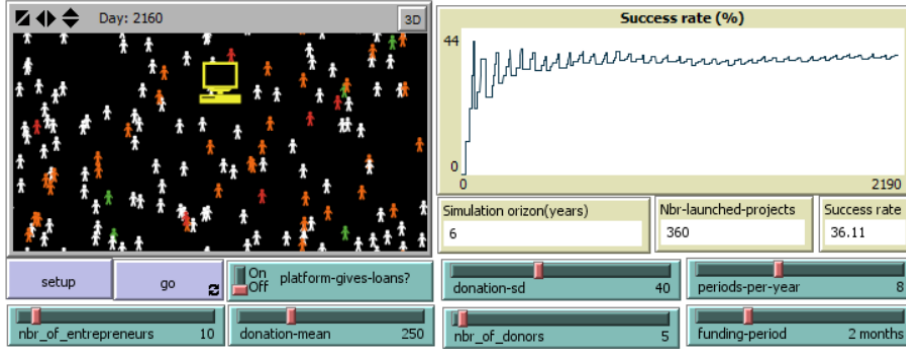 Day: 2160
3D
Success rate (%)
44
0
0
2190
Simulation orizon(years)
6
Nbr-launched-projects
360
Success rate
36.11
setup
go
On
Off
platform-gives-loans?
donation-sd
40
periods-per-year
8
nbr_of_entrepreneurs
10
donation-mean
250
nbr_of_donors
5
funding-period
2 months